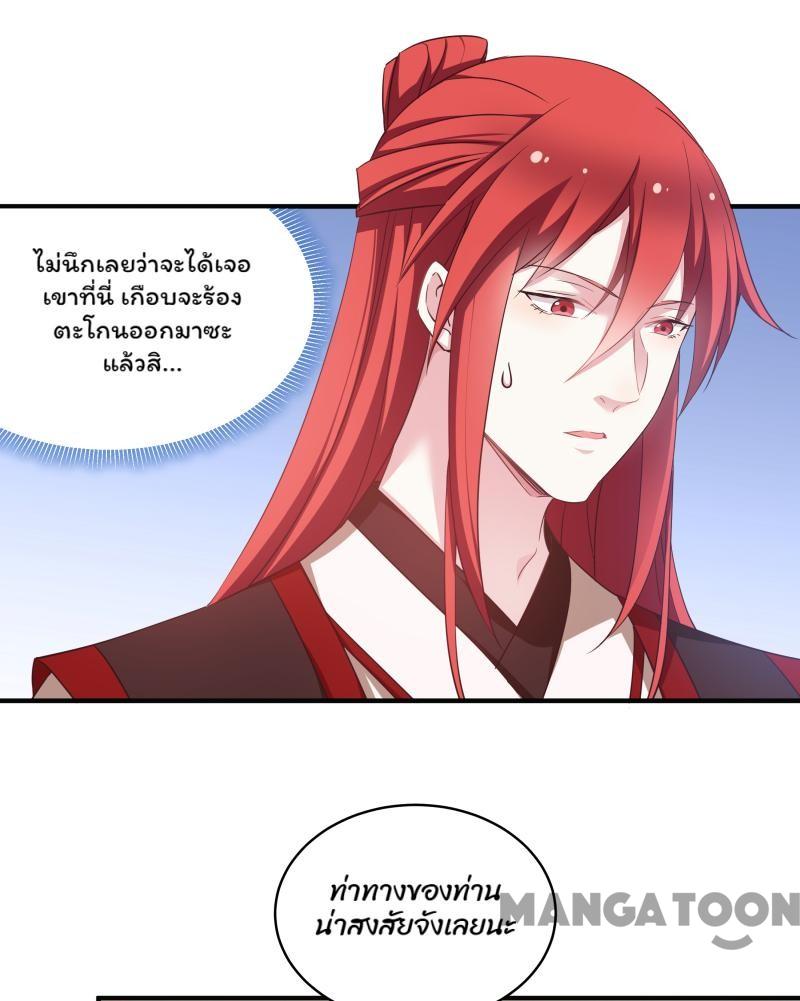 ไม่นึกเลยว่าจะได้เจอ
เขาที่นี่ เกือบจะร้อง
ตะโกนออกมาซะ
แล้วสิ...
ท่าทางของท่าน
น่าสงสัยจังเลยนะ
MANGATOON